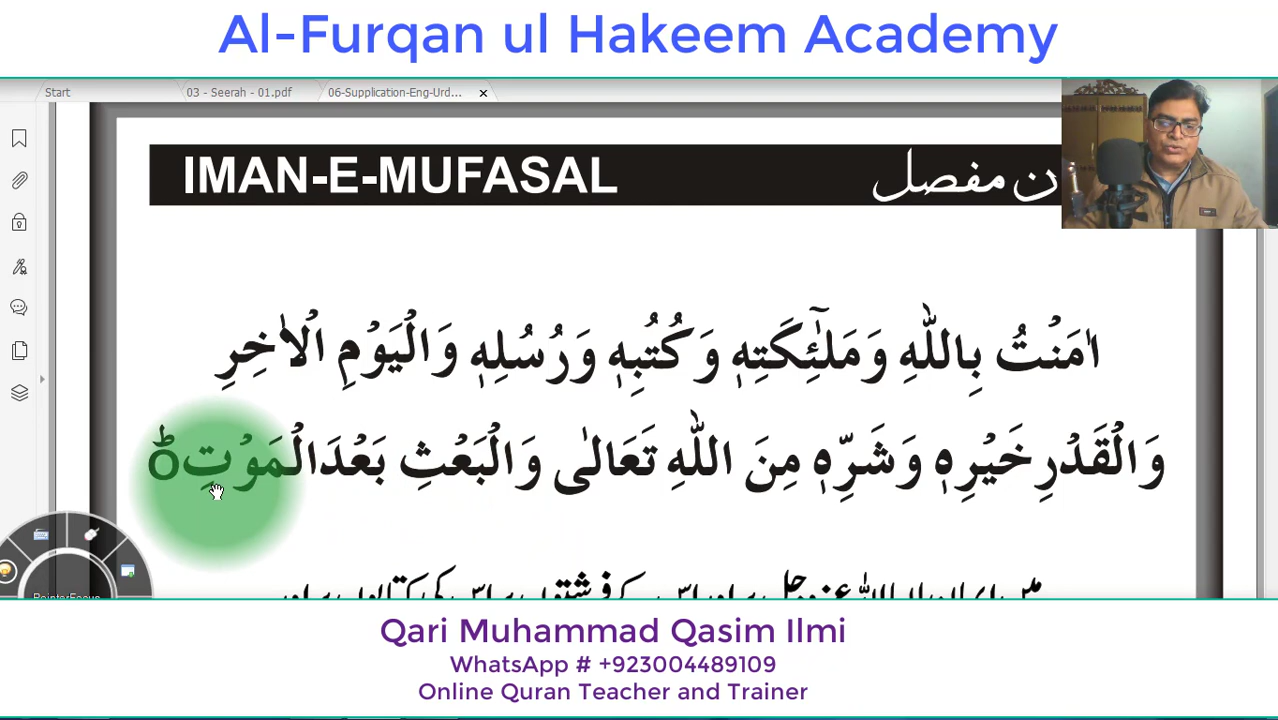 Al-Furqan ul Hakeem Academy
Start 03 - Seerah - 01.pdf 06-Supplication-Eng-Urd...
IMAN-E-MUFASAL ن مفصل
اٰمَنْتُ بِاللّٰهِ وَمَلٰٓئِكَتِهٖ وَكُتُبِهٖ وَرُسُلِهٖ وَالْيَوْمِ الْاٰخِرِ
وَالْقَدْرِ خَيْرِهٖ وَشَرِّهٖ مِنَ اللّٰهِ تَعَالٰى وَالْبَعْثِ بَعْدَ الْمَوْتِ ؕ
Qari Muhammad Qasim Ilmi
WhatsApp # +923004489109
Online Quran Teacher and Trainer